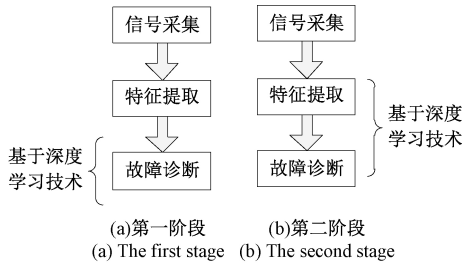 信号采集
特征提取
基于深度
学习技术
故障诊断
(a)第一阶段
(a) The first stage
信号采集
特征提取
故障诊断
基于深度
学习技术
(b)第二阶段
(b) The second stage